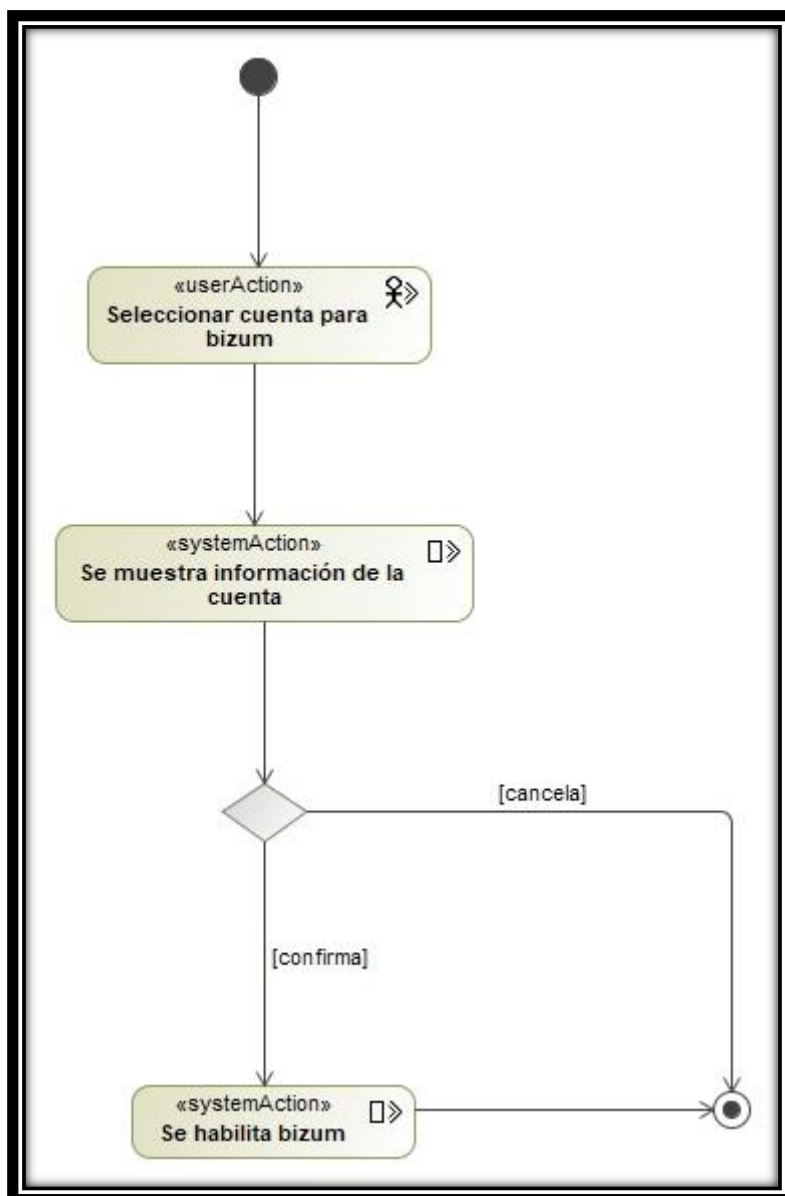 «userAction»
Seleccionar cuenta para
bizum
«systemAction»
Se muestra información de la
cuenta
[cancela]
[confirma]
«systemAction»
Se habilita bizum